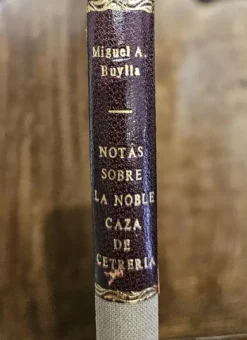 Miguel A.
Buylla
NOTAS
SOBRE
LA NOBLE
CAZA
DE
CETRERIA